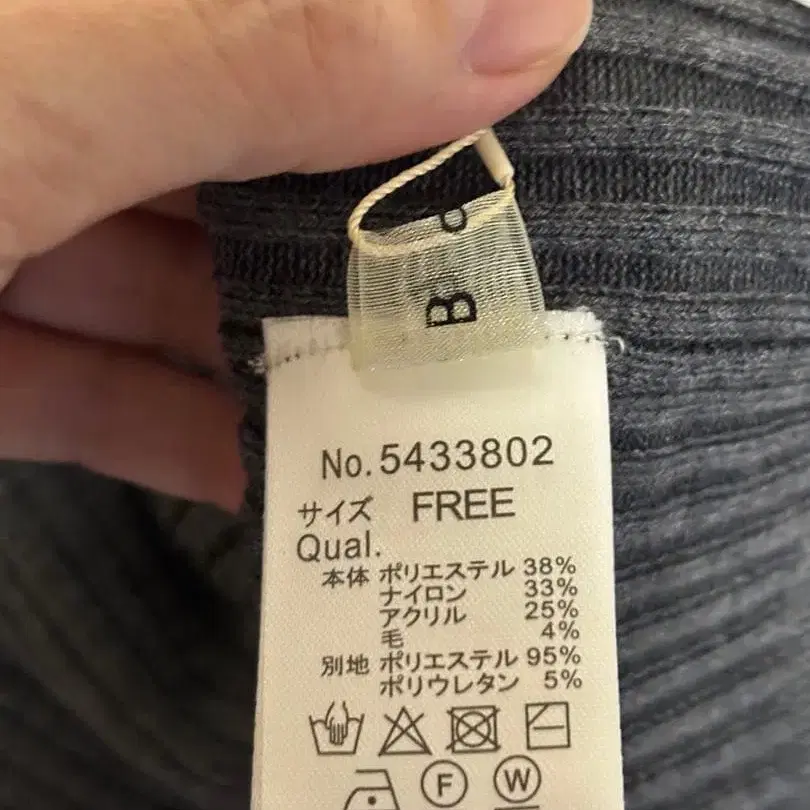 B
No.5433802
サイズ FREE
Qual.
本体 ポリエステル 38%
ナイロン 33%
アクリル 25%
毛 4%
別地 ポリエステル 95%
ポリウレタン 5%
F W